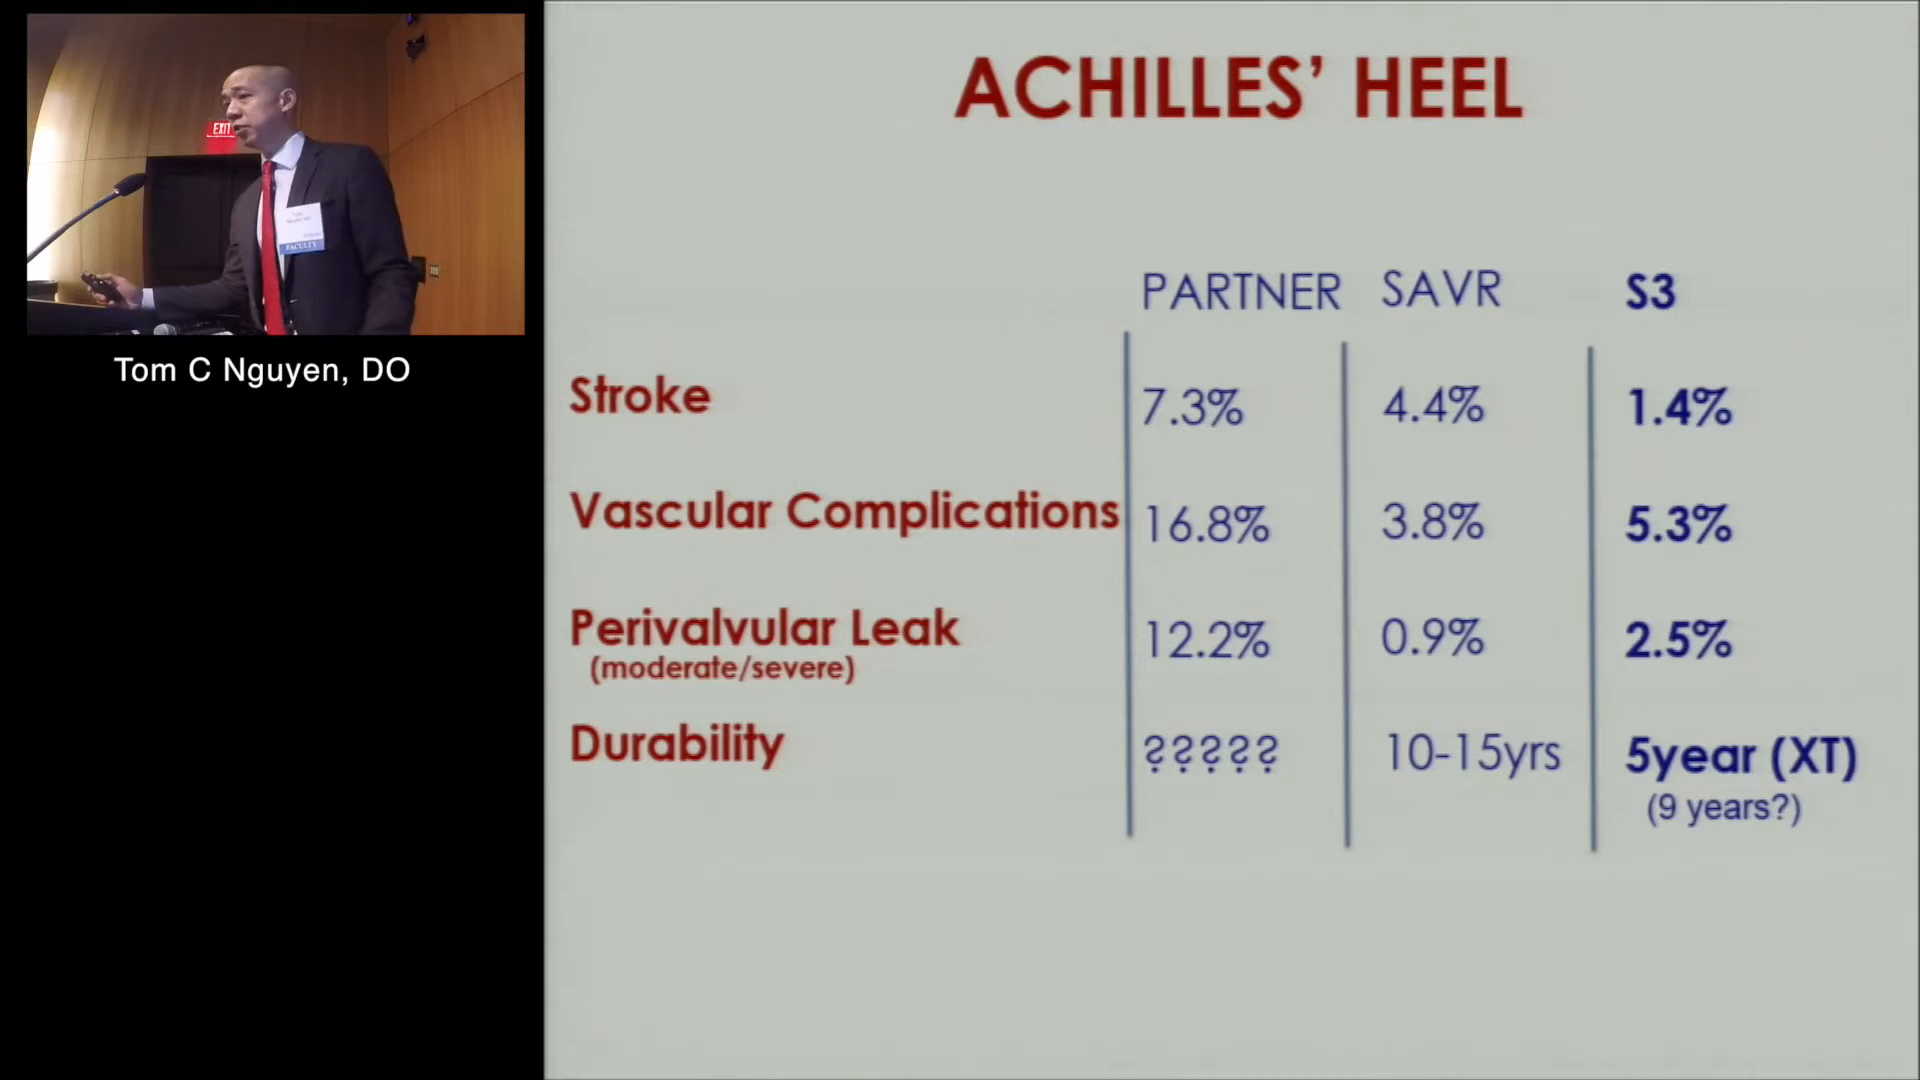 EXIT
FACULTY
Tom C Nguyen, DO
ACHILLES’ HEEL
PARTNER SAVR S3
Stroke 7.3% 4.4% 1.4%
Vascular Complications 16.8% 3.8% 5.3%
Perivalvular Leak 12.2% 0.9% 2.5%
(moderate/severe)
Durability ????? 10-15yrs 5year (XT)
(9 years?)